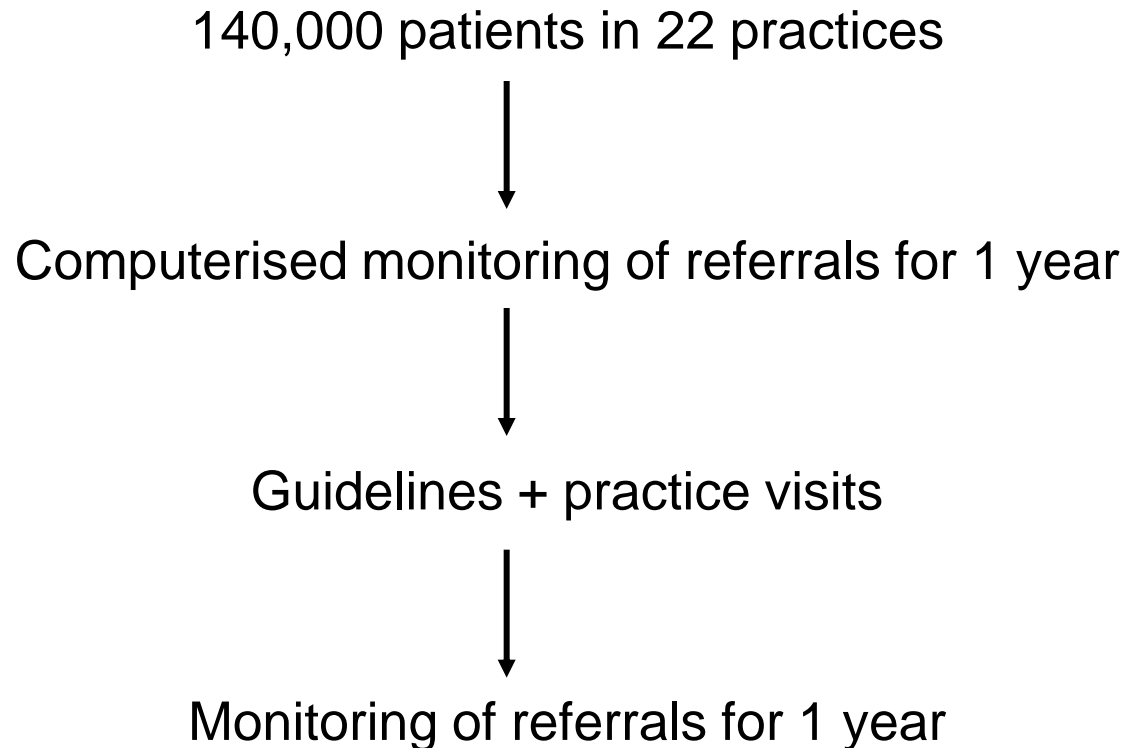 140,000 patients in 22 practices
Computerised monitoring of referrals for 1 year
Guidelines + practice visits
Monitoring of referrals for 1 year